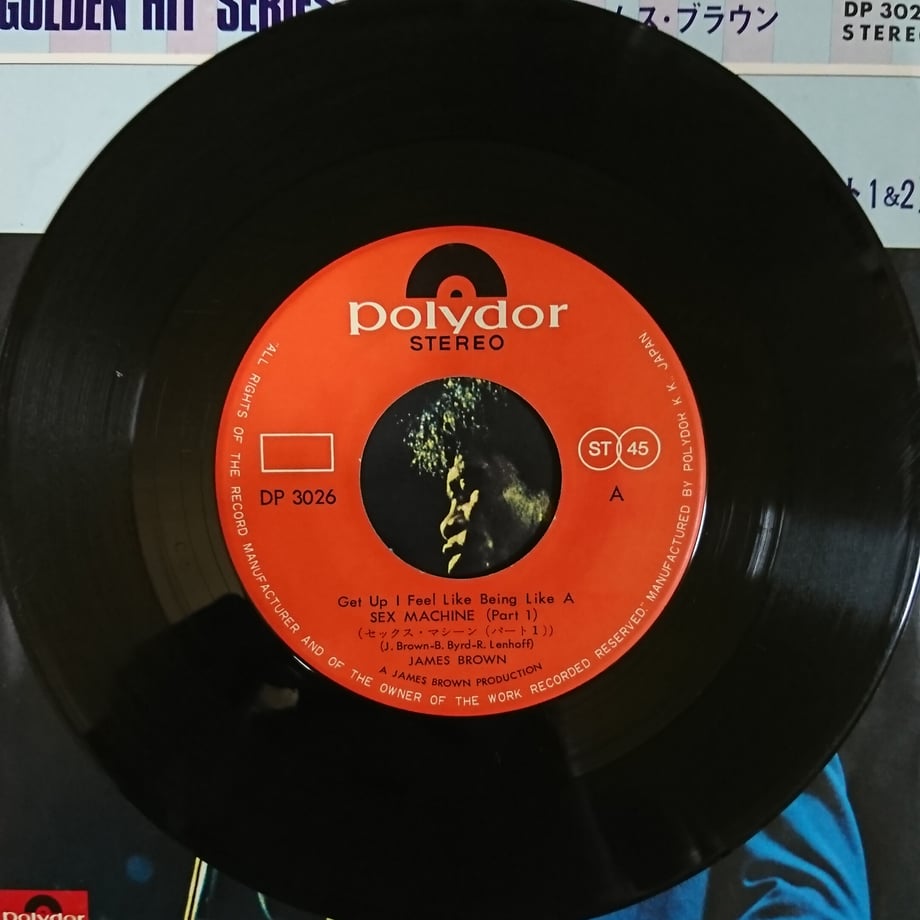 GOLDEN HIT SERIES
ス・ブラウン
DP 302
STEREO
1&2
polydor
STEREO
ST 45
DP 3026
A
Get Up I Feel Like Being Like A
SEX MACHINE (Part 1)
(セックス・マシーン (パート1))
(J. Brown-B. Byrd-R. Lenhoff)
JAMES BROWN
A JAMES BROWN PRODUCTION
"ALL RIGHTS OF THE RECORD MANUFACTURER AND OF THE OWNER OF THE WORK RECORDED RESERVED." MANUFACTURED BY POLYDOR K. K. JAPAN
polydor